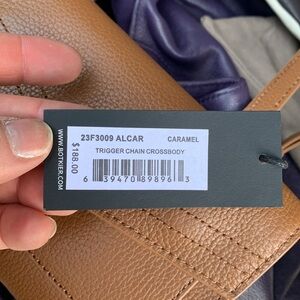 WWW.BOTKIER.COM
23F3009 ALCAR CARAMEL
$188.00
TRIGGER CHAIN CROSSBODY
6 39470 89896 3